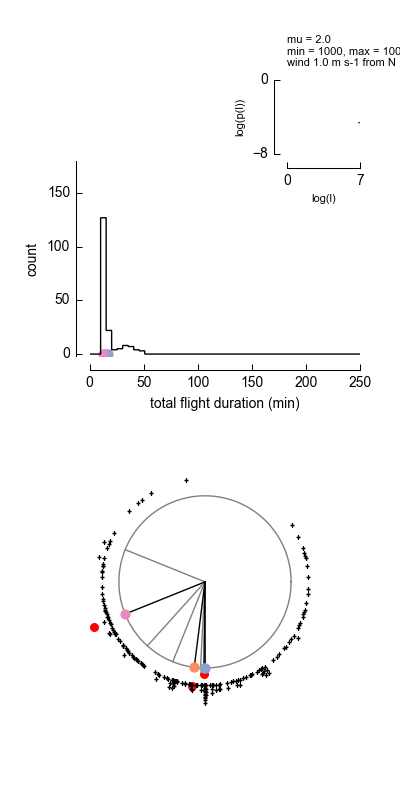 mu = 2.0
min = 1000, max = 100
wind 1.0 m s-1 from N
0
log(p(l))
−8
0 7
log(l)
150
100
50
0
count
0 50 100 150 200 250
total flight duration (min)